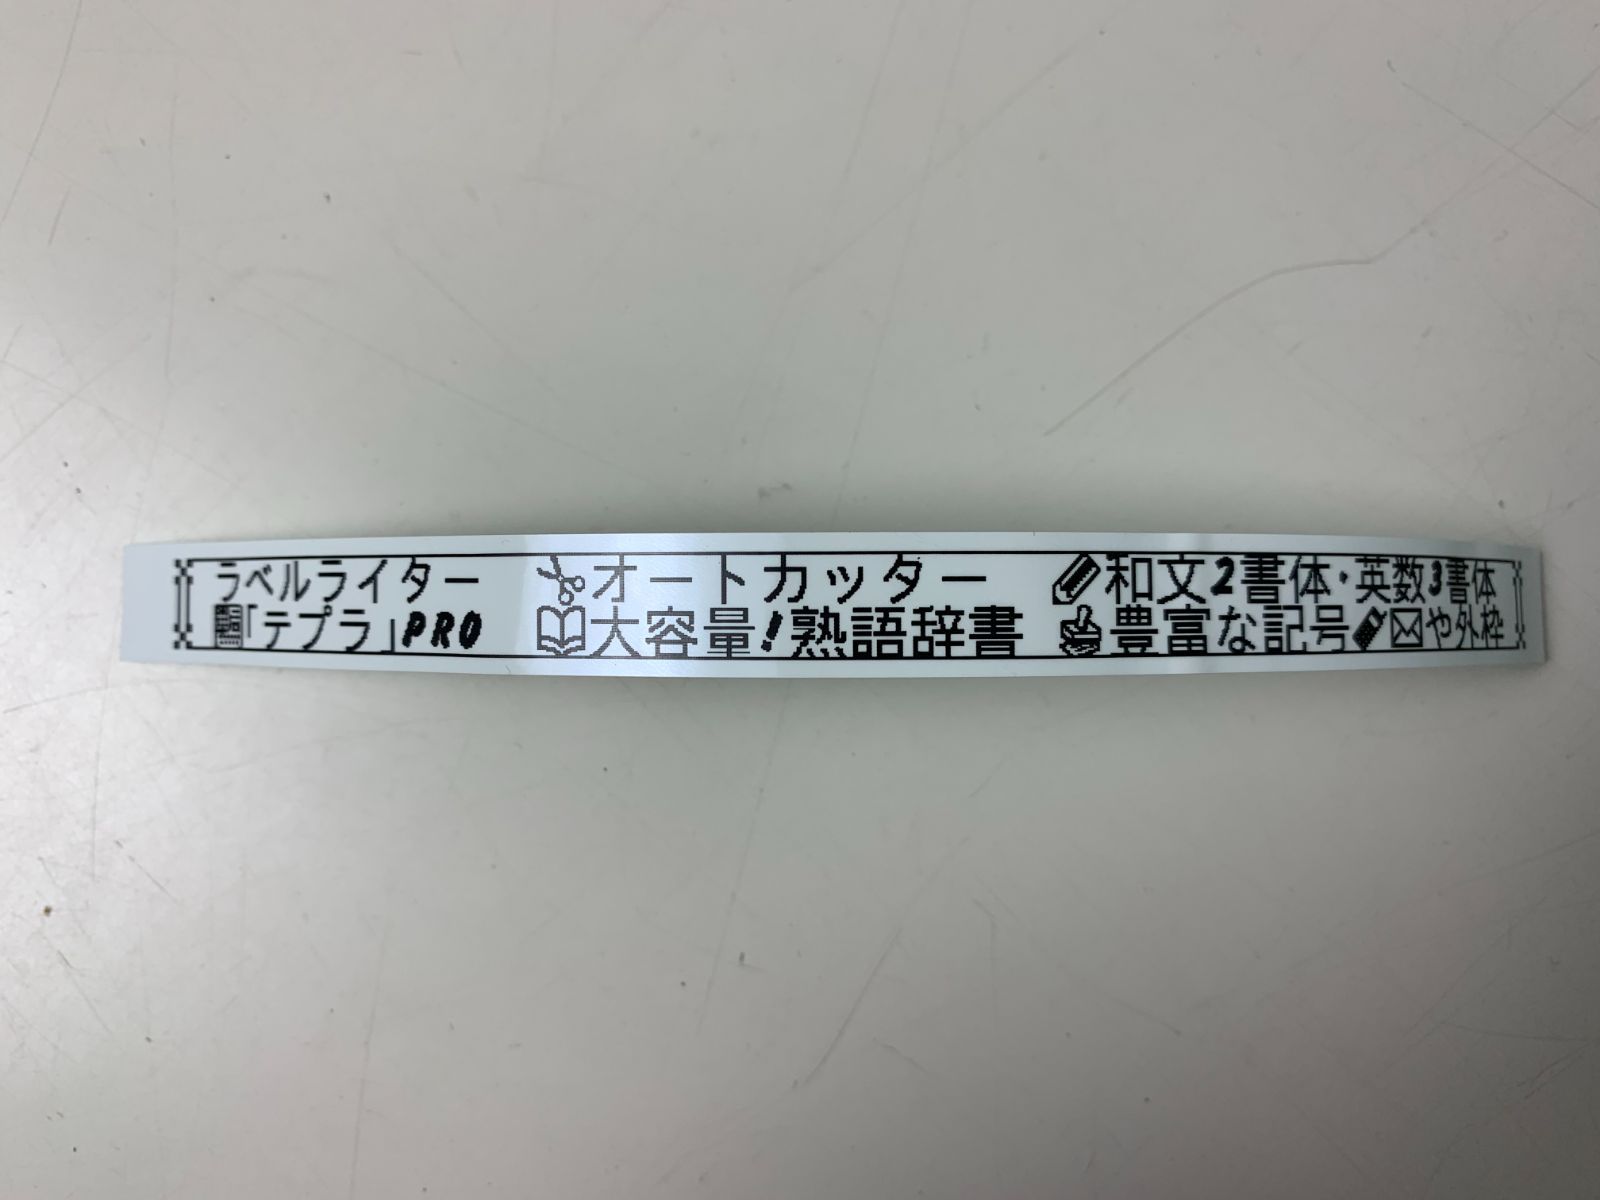 ラベルライター オートカッター 和文2書体・英数3書体
「テプラ」PRO 大容量!熟語辞書 豊富な記号や外枠